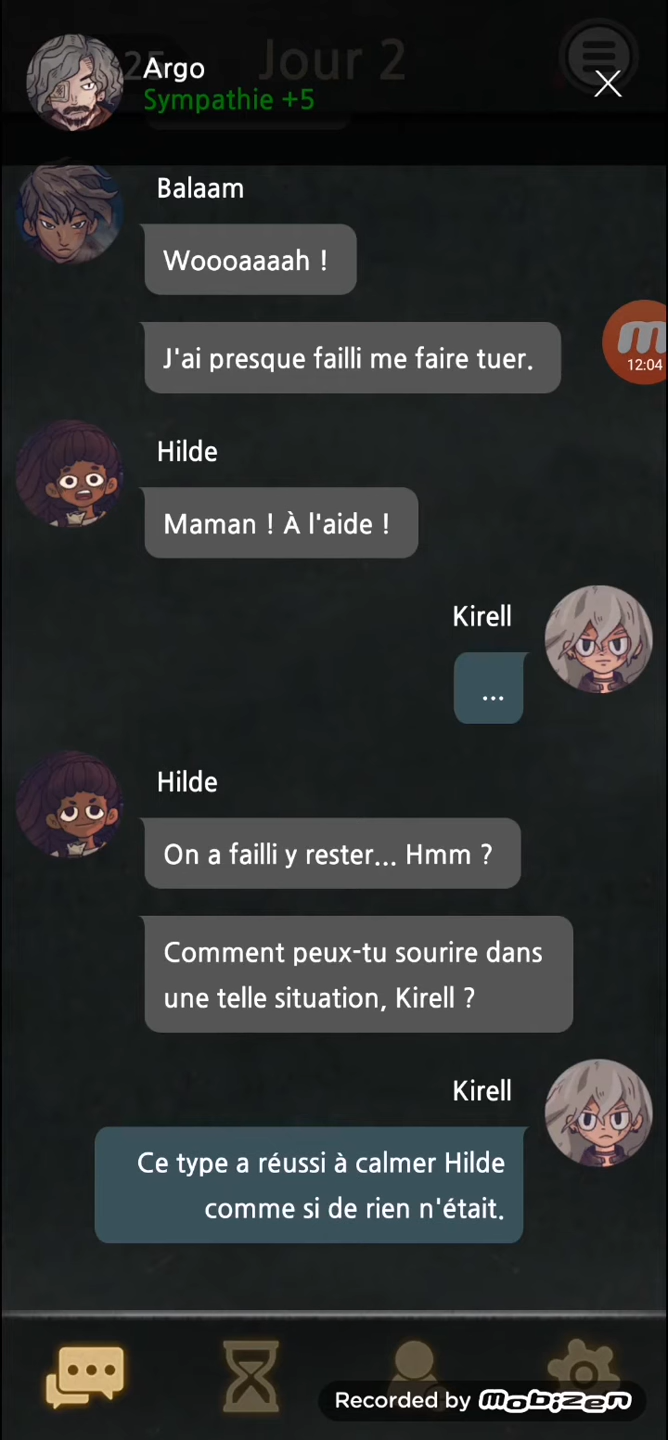 25
Jour 2
Argo
Sympathie +5
Balaam
Woooaaaah !
J'ai presque failli me faire tuer.
12:04
Hilde
Maman ! À l'aide !
Kirell
...
Hilde
On a failli y rester... Hmm ?
Comment peux-tu sourire dans
une telle situation, Kirell ?
Kirell
Ce type a réussi à calmer Hilde
comme si de rien n'était.
Recorded by mobizen